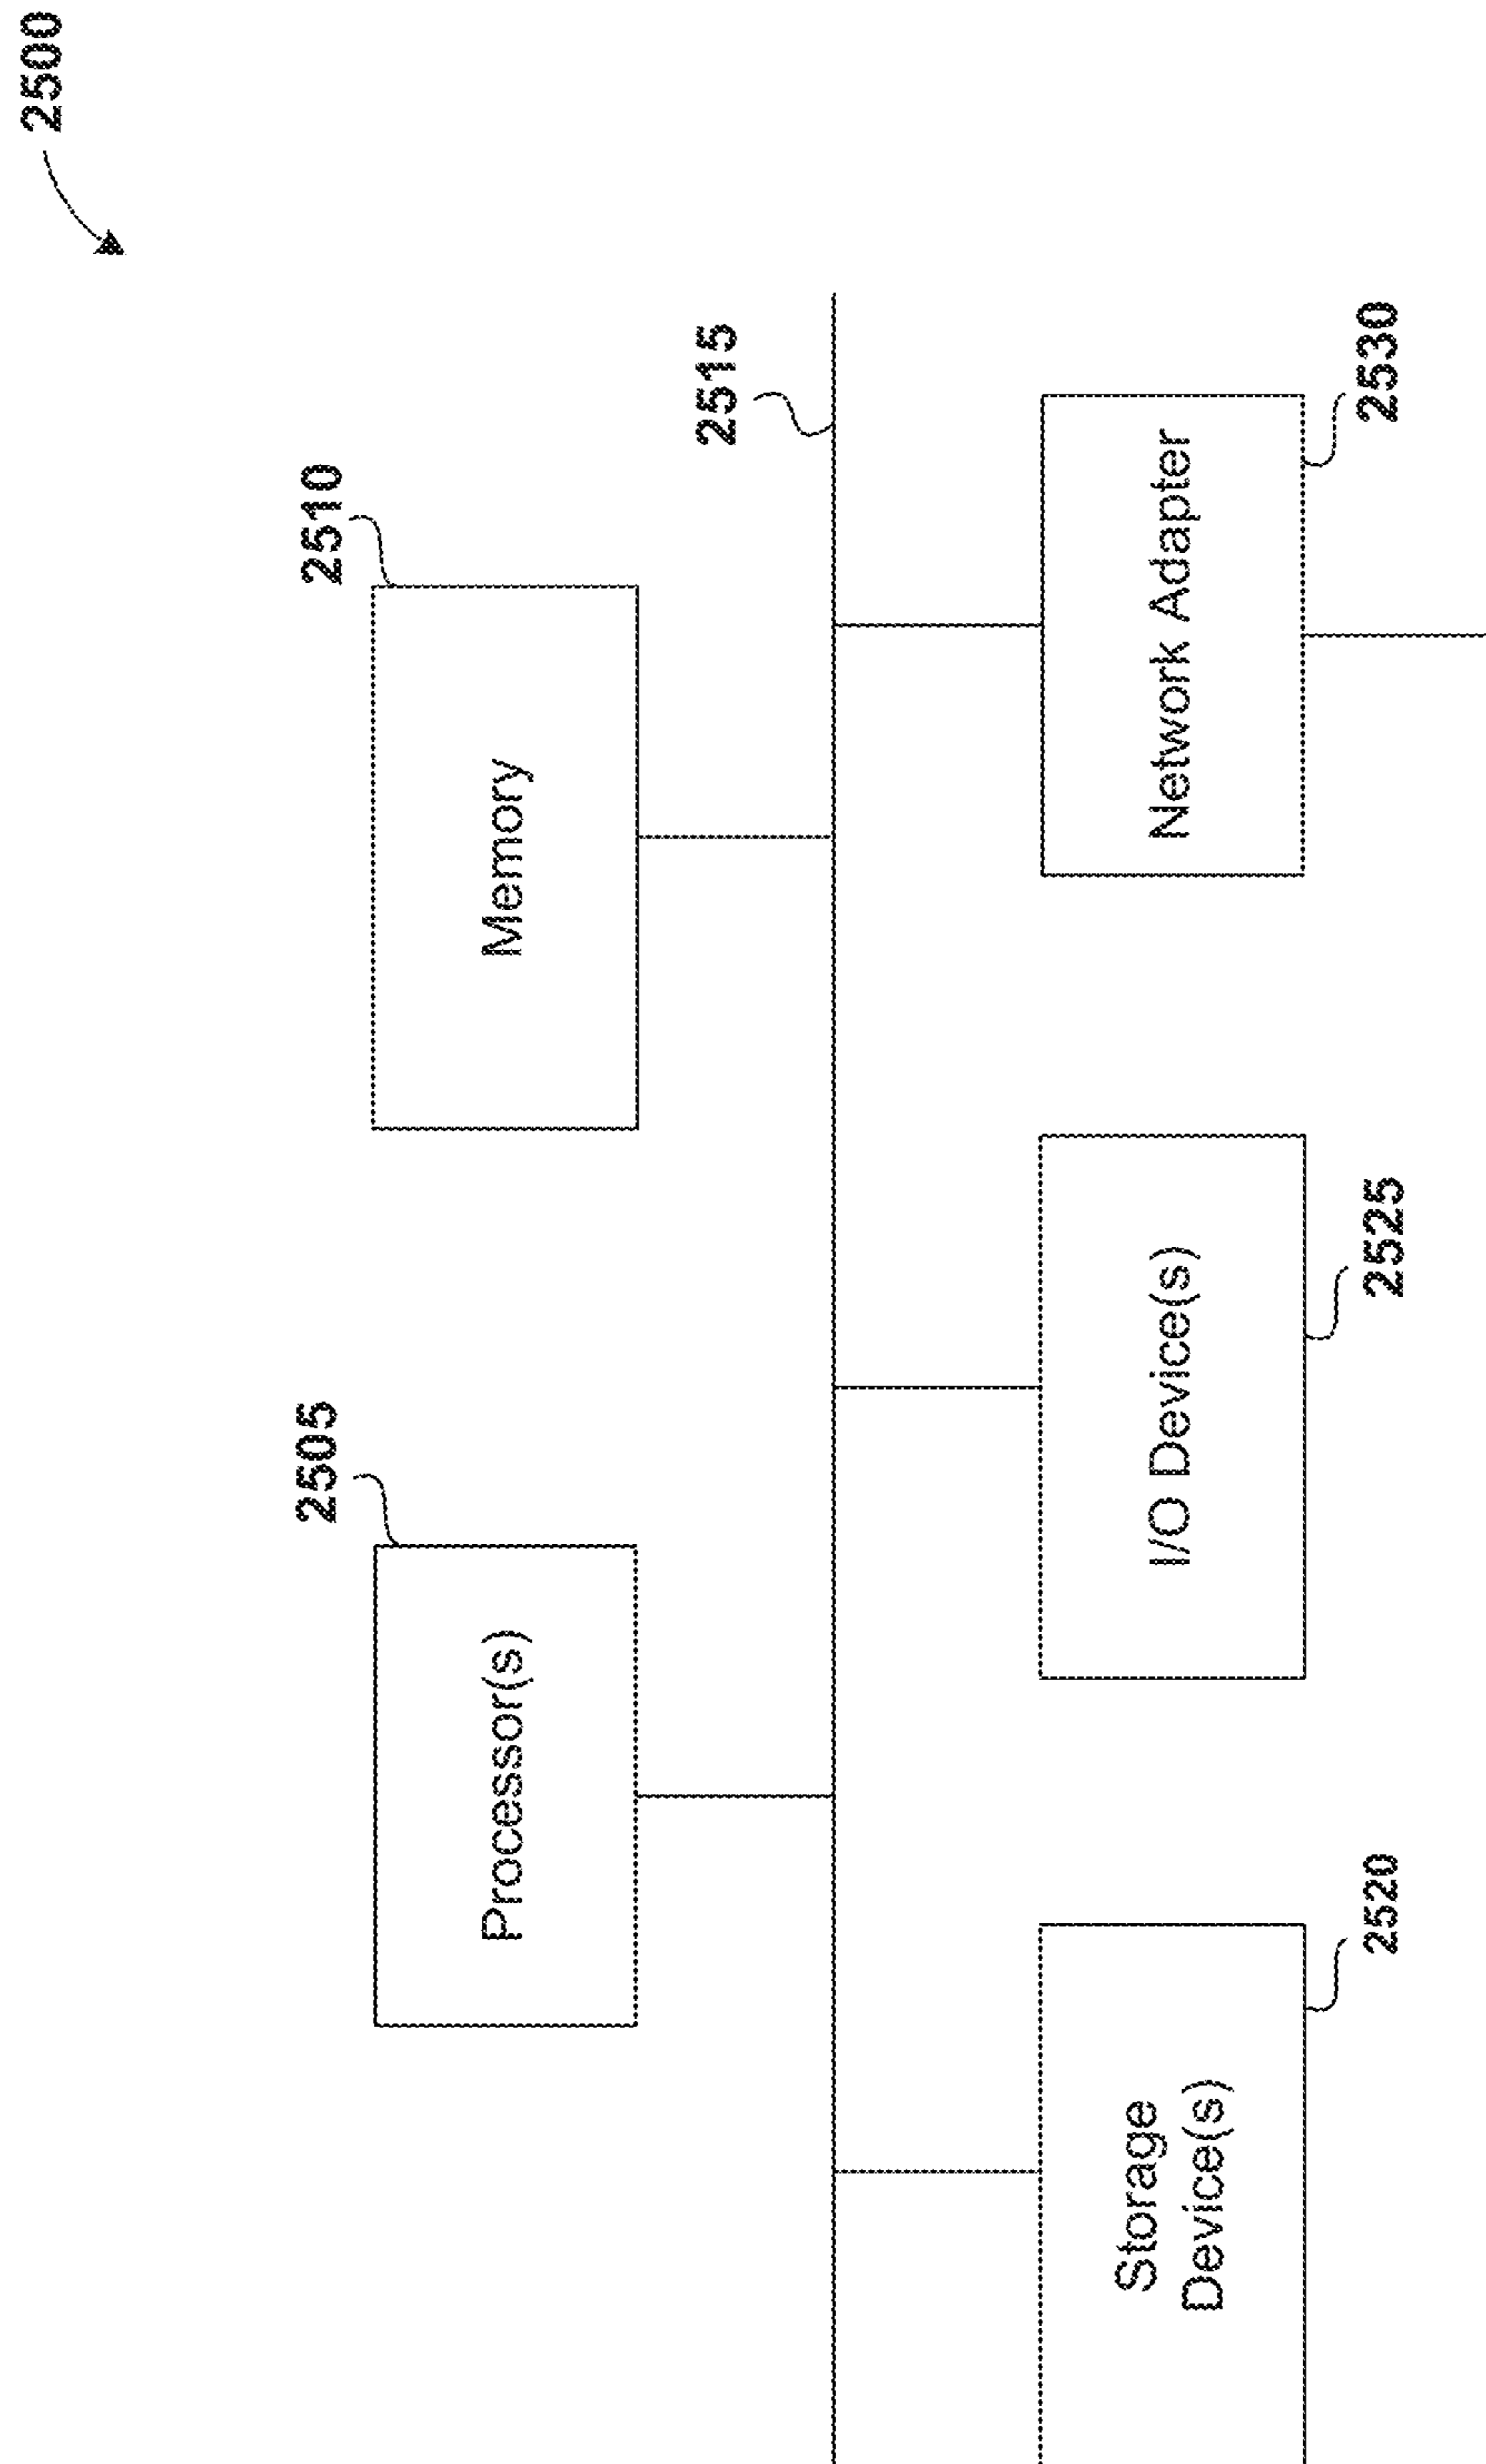 2500
2505
Processor(s)
2510
Memory
2515
Storage
Device(s)
2520
I/O Device(s)
2525
Network Adapter
2530